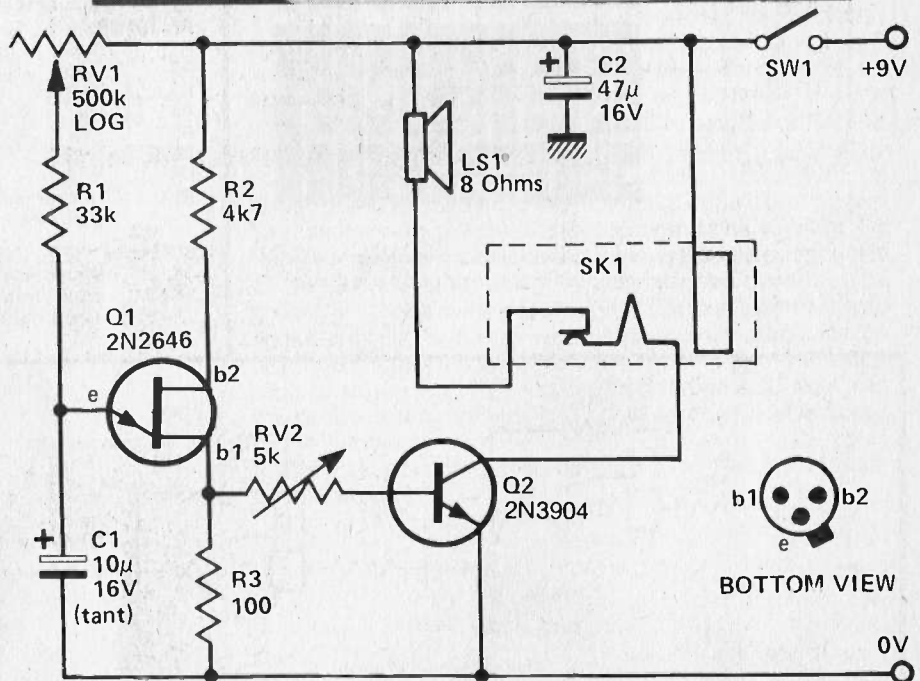 RV1
500k
LOG
R1
33k
R2
4k7
LS1
8 Ohms
+
C2
47μ
16V
SW1
+9V
SK1
Q1
2N2646
e
b2
b1
RV2
5k
Q2
2N3904
+
C1
10μ
16V
(tant)
R3
100
b1
b2
e
BOTTOM VIEW
0V